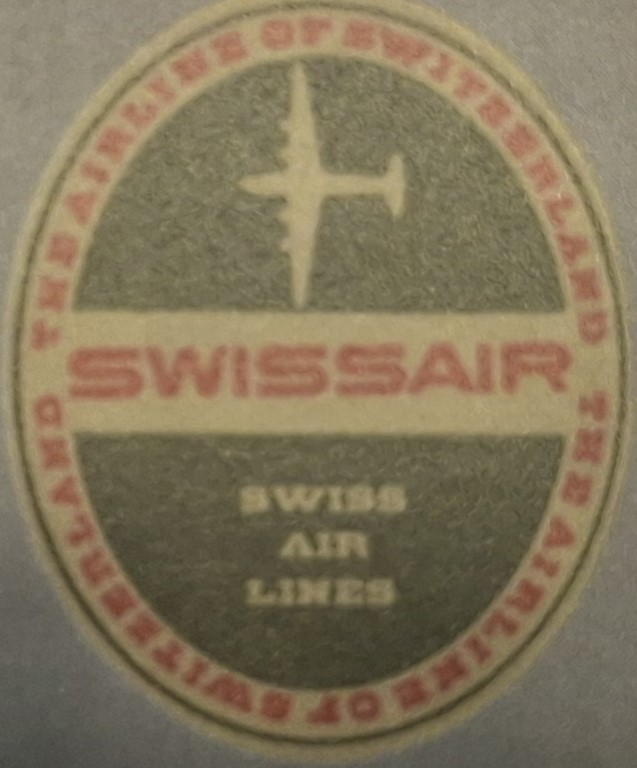 THE AIRLINE OF SWITZERLAND
SWISSAIR
SWISS
AIR
LINES
THE AIRLINE OF SWITZERLAND